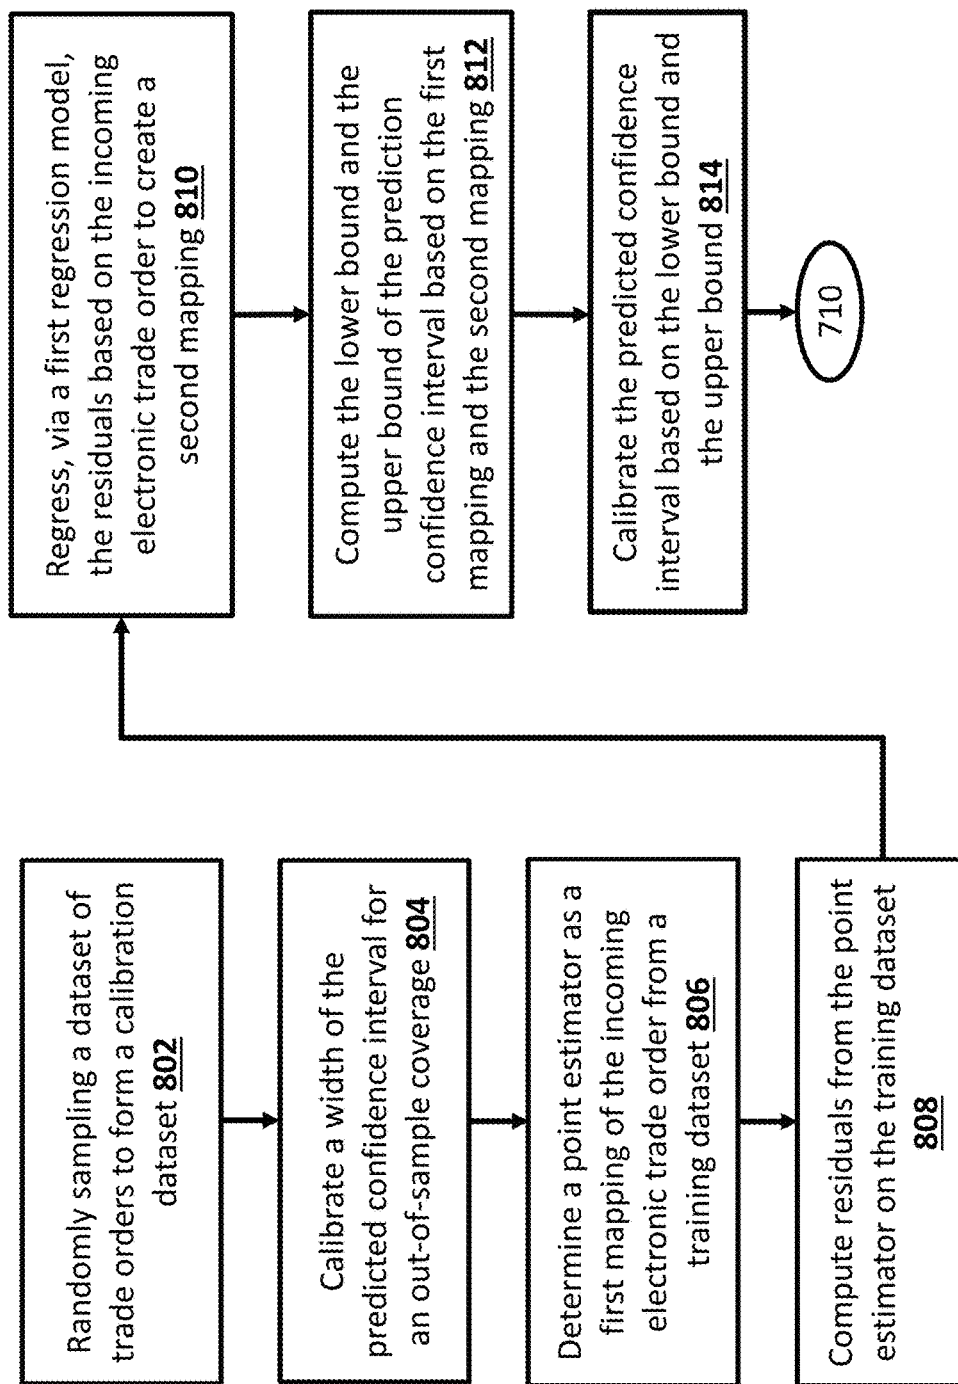 Randomly sampling a dataset of
trade orders to form a calibration
dataset 802
Calibrate a width of the
predicted confidence interval for
an out-of-sample coverage 804
Determine a point estimator as a
first mapping of the incoming
electronic trade order from a
training dataset 806
Compute residuals from the point
estimator on the training dataset
808
Regress, via a first regression model,
the residuals based on the incoming
electronic trade order to create a
second mapping 810
Compute the lower bound and the
upper bound of the prediction
confidence interval based on the first
mapping and the second mapping 812
Calibrate the predicted confidence
interval based on the lower bound and
the upper bound 814
710